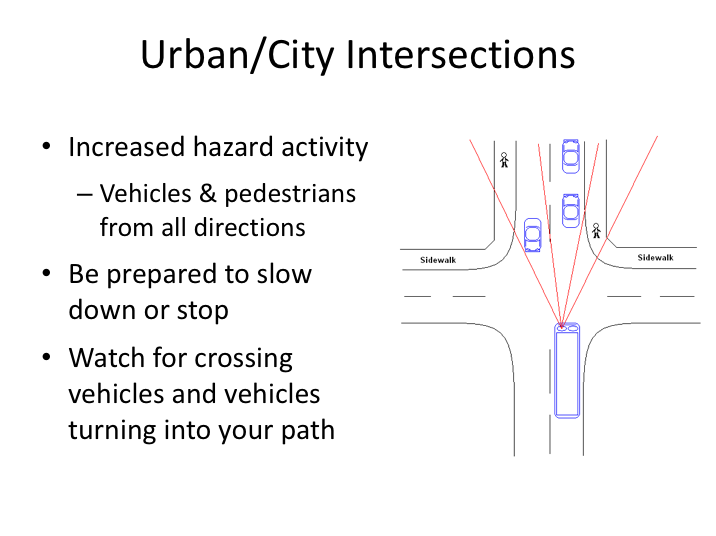 Urban/City Intersections
• Increased hazard activity
– Vehicles & pedestrians
from all directions
• Be prepared to slow
down or stop
• Watch for crossing
vehicles and vehicles
turning into your path
Sidewalk
Sidewalk